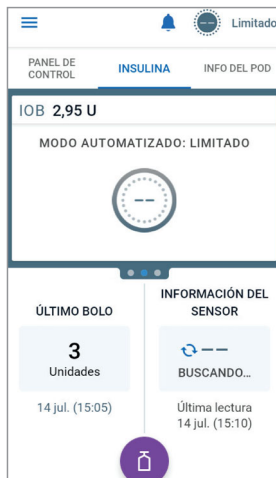 -- Limitado
PANEL DE
CONTROL
INSULINA
INFO DEL POD
IOB 2,95 U
MODO AUTOMATIZADO: LIMITADO
--
ÚLTIMO BOLO
3
Unidades
14 jul. (15:05)
INFORMACIÓN DEL
SENSOR
--
BUSCANDO...
Última lectura
14 jul. (15:10)